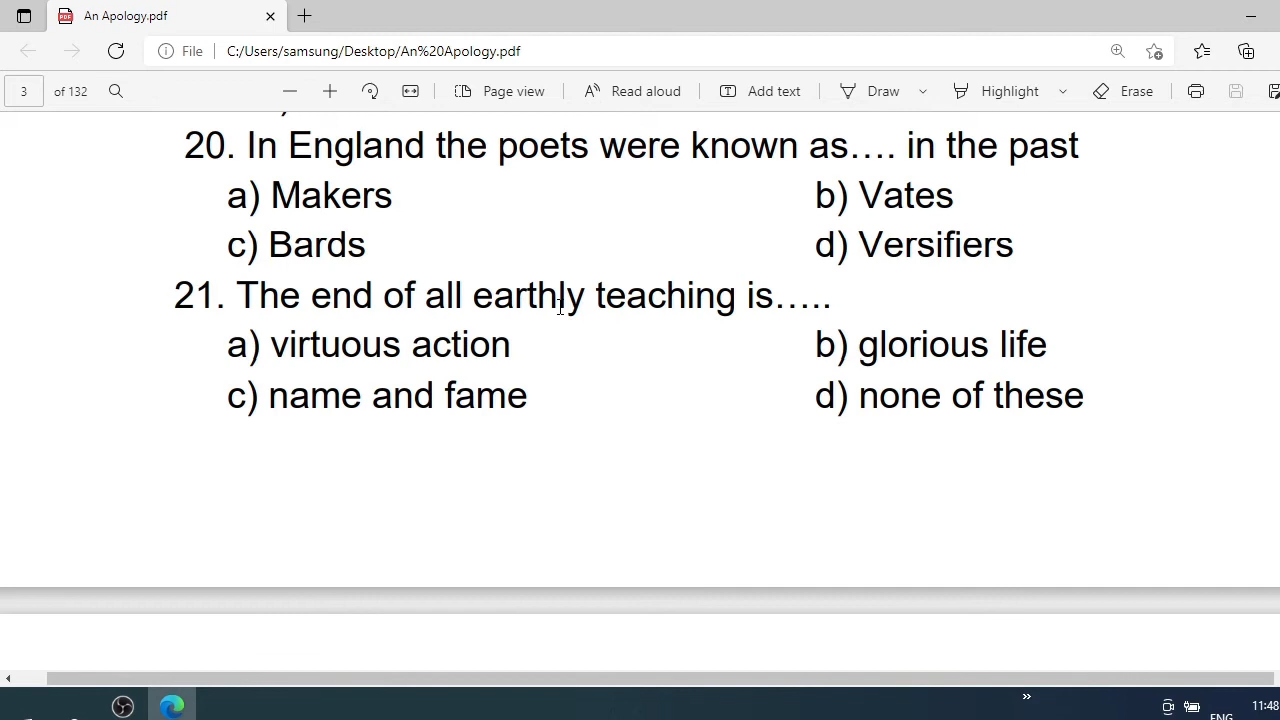 An Apology.pdf
File C:/Users/samsung/Desktop/An%20Apology.pdf
3 of 132 Page view Read aloud Add text Draw Highlight Erase
20. In England the poets were known as…. in the past
a) Makers b) Vates
c) Bards d) Versifiers
21. The end of all earthly teaching is…..
a) virtuous action b) glorious life
c) name and fame d) none of these
ENG 11:48